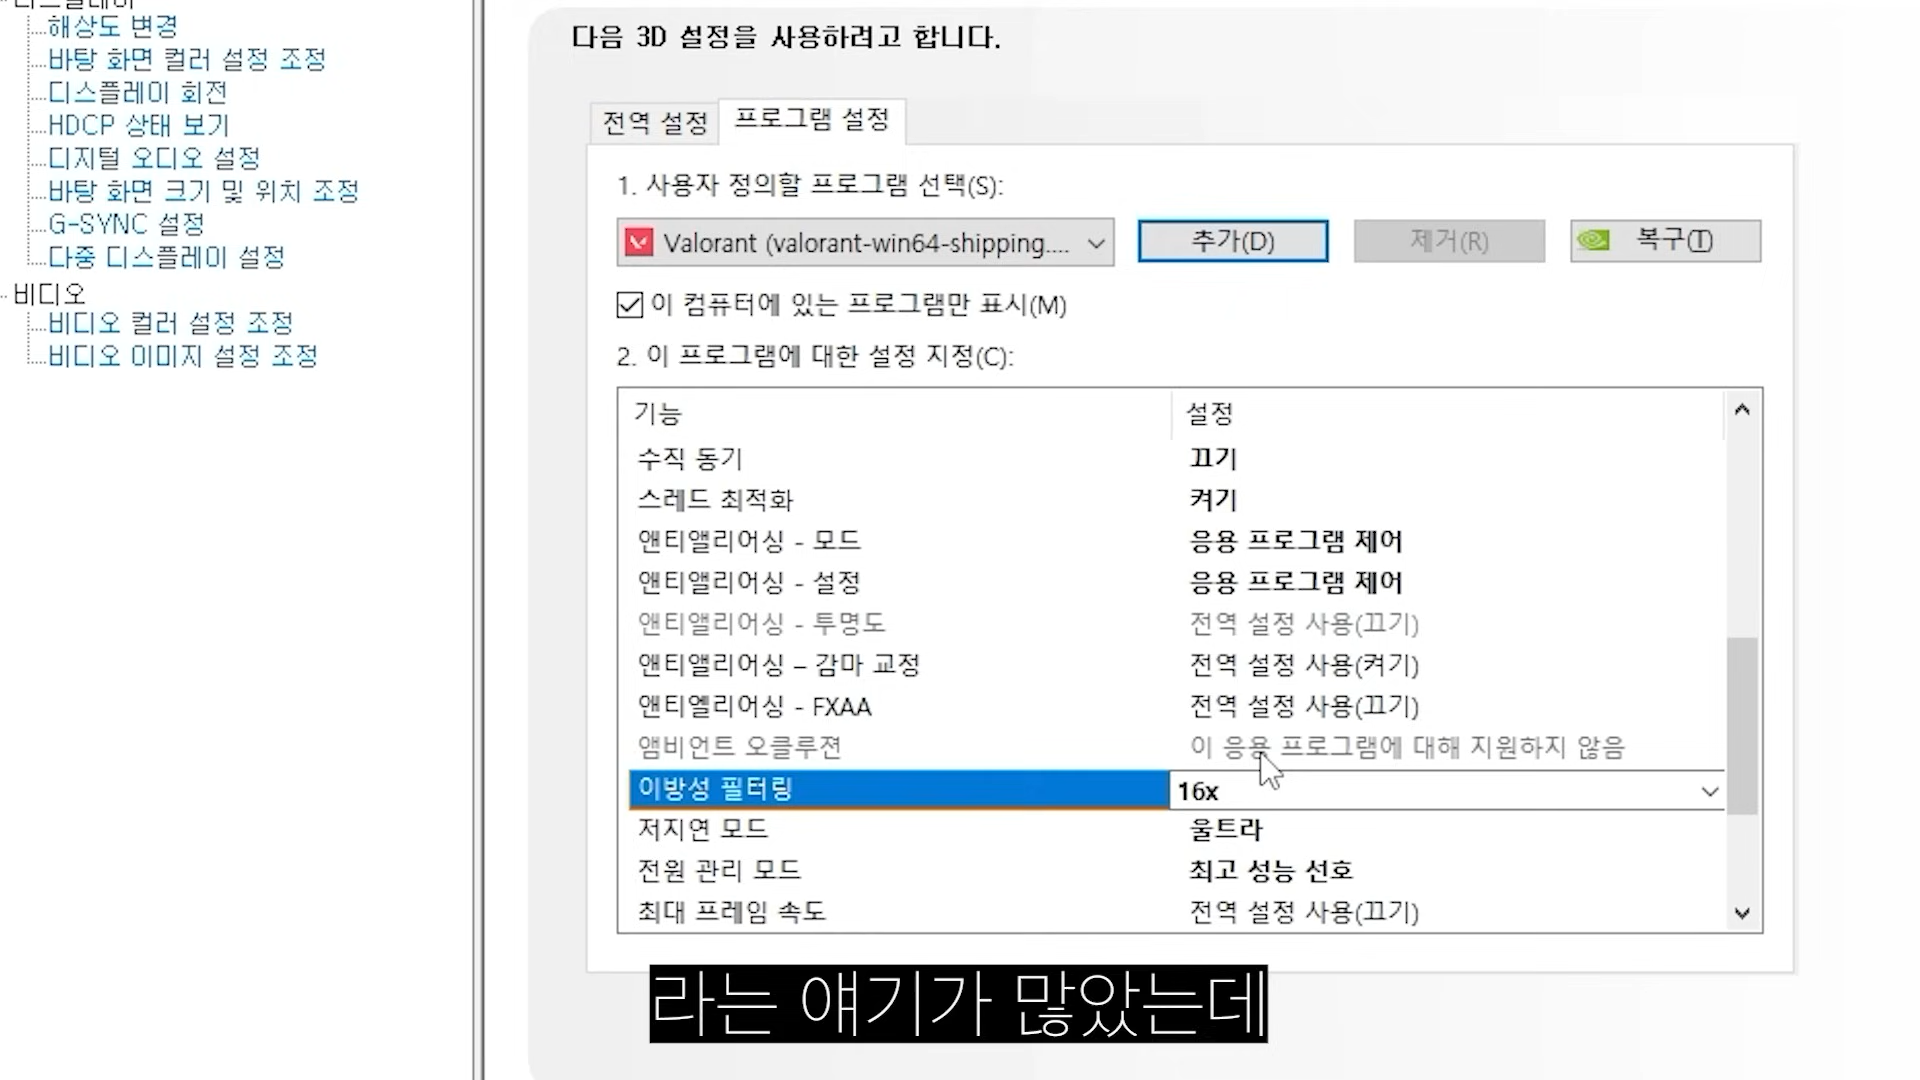 디스플레이
해상도 변경
바탕 화면 컬러 설정 조정
디스플레이 회전
HDCP 상태 보기
디지털 오디오 설정
바탕 화면 크기 및 위치 조정
G-SYNC 설정
다중 디스플레이 설정
비디오
비디오 컬러 설정 조정
비디오 이미지 설정 조정
다음 3D 설정을 사용하려고 합니다.
전역 설정 프로그램 설정
1. 사용자 정의할 프로그램 선택(S):
Valorant (valorant-win64-shipping.... 추가(D) 제거(R) 복구(T)
이 컴퓨터에 있는 프로그램만 표시(M)
2. 이 프로그램에 대한 설정 지정(C):
기능 설정
수직 동기 끄기
스레드 최적화 켜기
앤티앨리어싱 - 모드 응용 프로그램 제어
앤티앨리어싱 - 설정 응용 프로그램 제어
앤티앨리어싱 - 투명도 전역 설정 사용(끄기)
앤티앨리어싱 – 감마 교정 전역 설정 사용(켜기)
앤티엘리어싱 - FXAA 전역 설정 사용(끄기)
앰비언트 오클루젼 이 응용 프로그램에 대해 지원하지 않음
이방성 필터링 16x
저지연 모드 울트라
전원 관리 모드 최고 성능 선호
최대 프레임 속도 전역 설정 사용(끄기)
라는 얘기가 많았는데